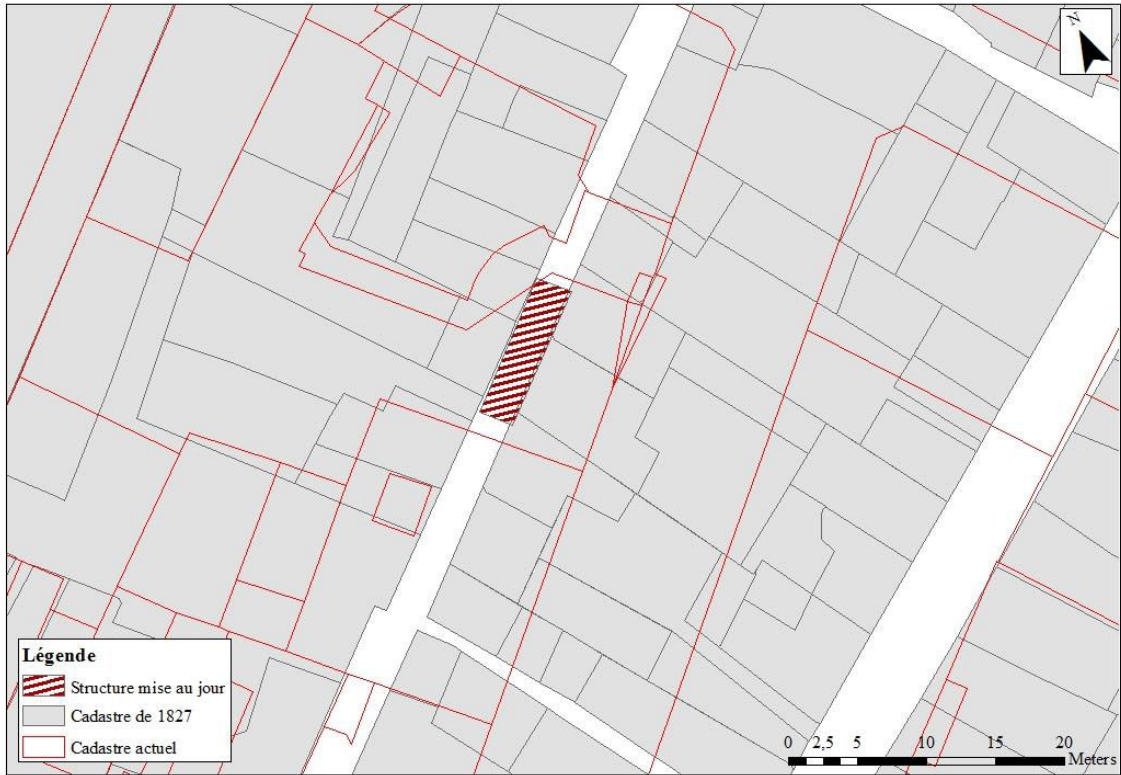 N
Légende
Structure mise au jour
Cadastre de 1827
Cadastre actuel
0 2,5 5 10 15 20
Meters